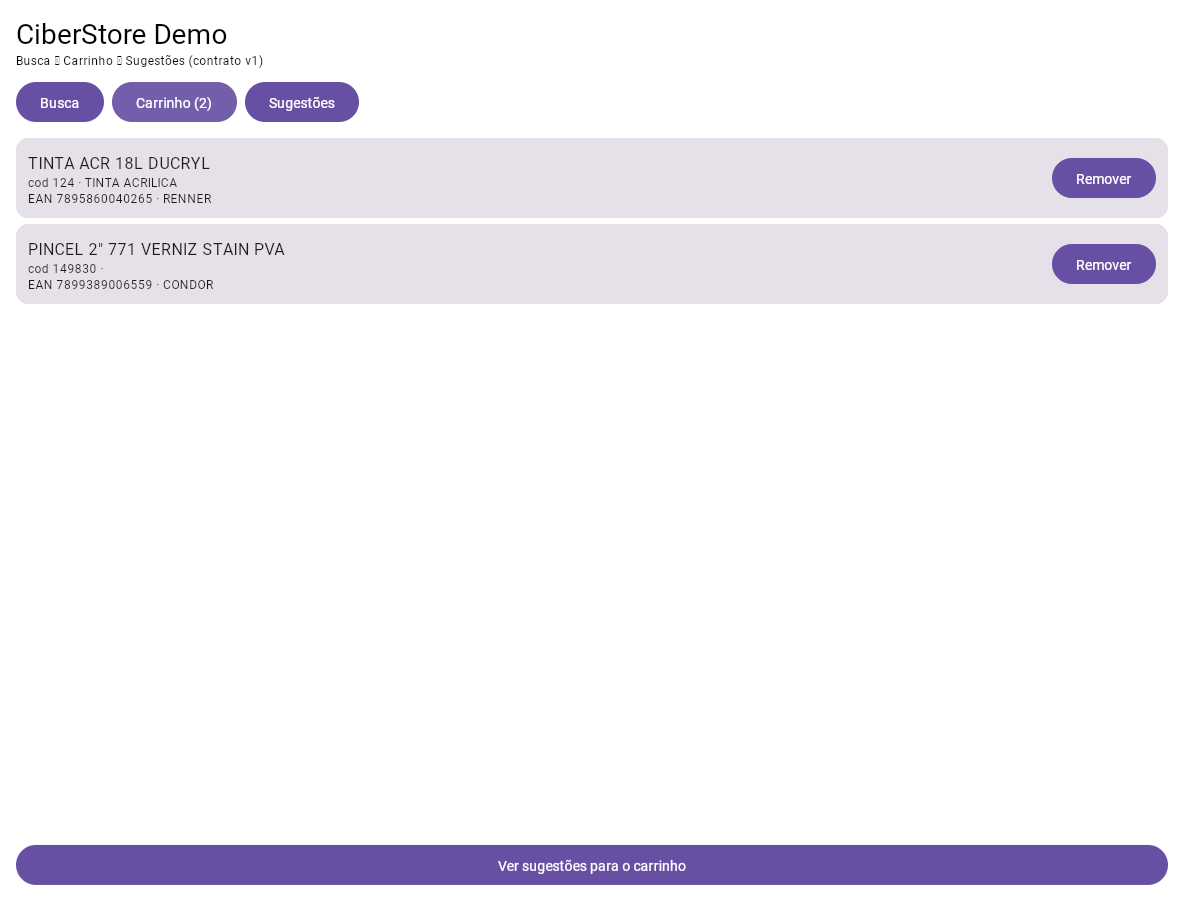 CiberStore Demo
Busca  Carrinho  Sugestões (contrato v1)
Busca
Carrinho (2)
Sugestões
TINTA ACR 18L DUCRYL
cod 124 · TINTA ACRILICA
EAN 7895860040265 · RENNER
Remover
PINCEL 2" 771 VERNIZ STAIN PVA
cod 149830 ·
EAN 7899389006559 · CONDOR
Remover
Ver sugestões para o carrinho